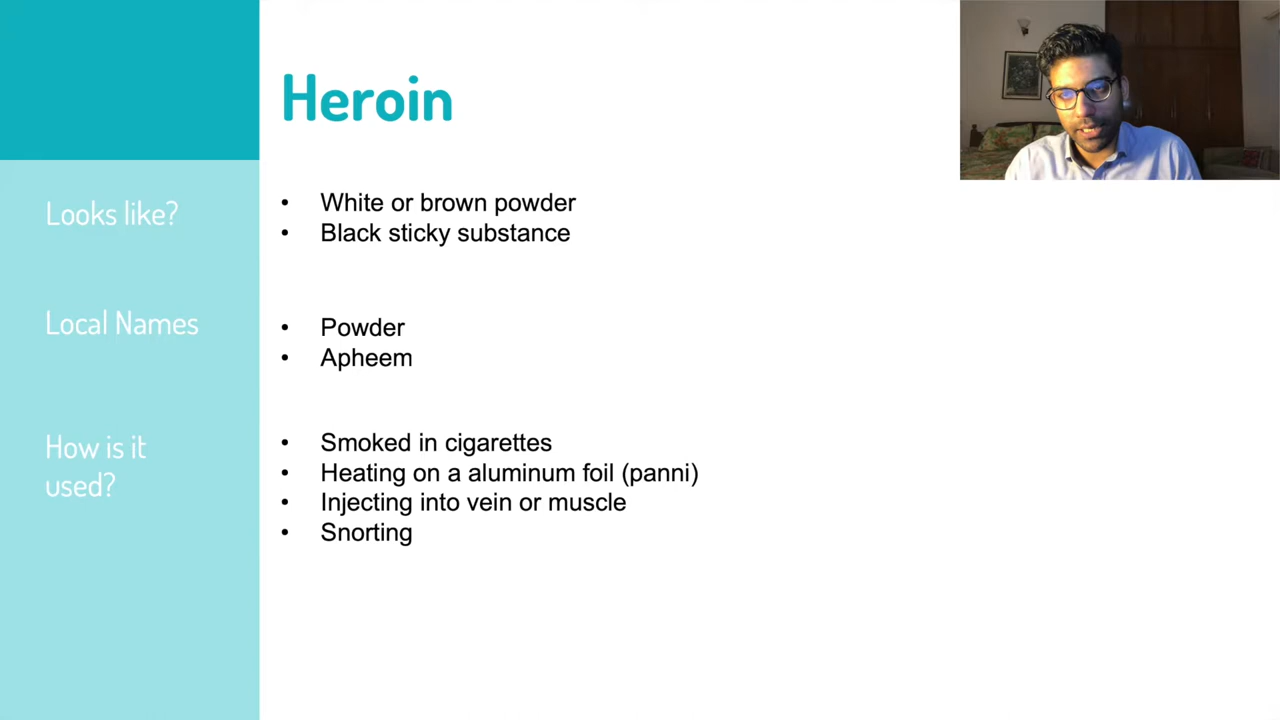 Heroin
Looks like?
• White or brown powder
• Black sticky substance
Local Names
• Powder
• Apheem
How is it
used?
• Smoked in cigarettes
• Heating on a aluminum foil (panni)
• Injecting into vein or muscle
• Snorting